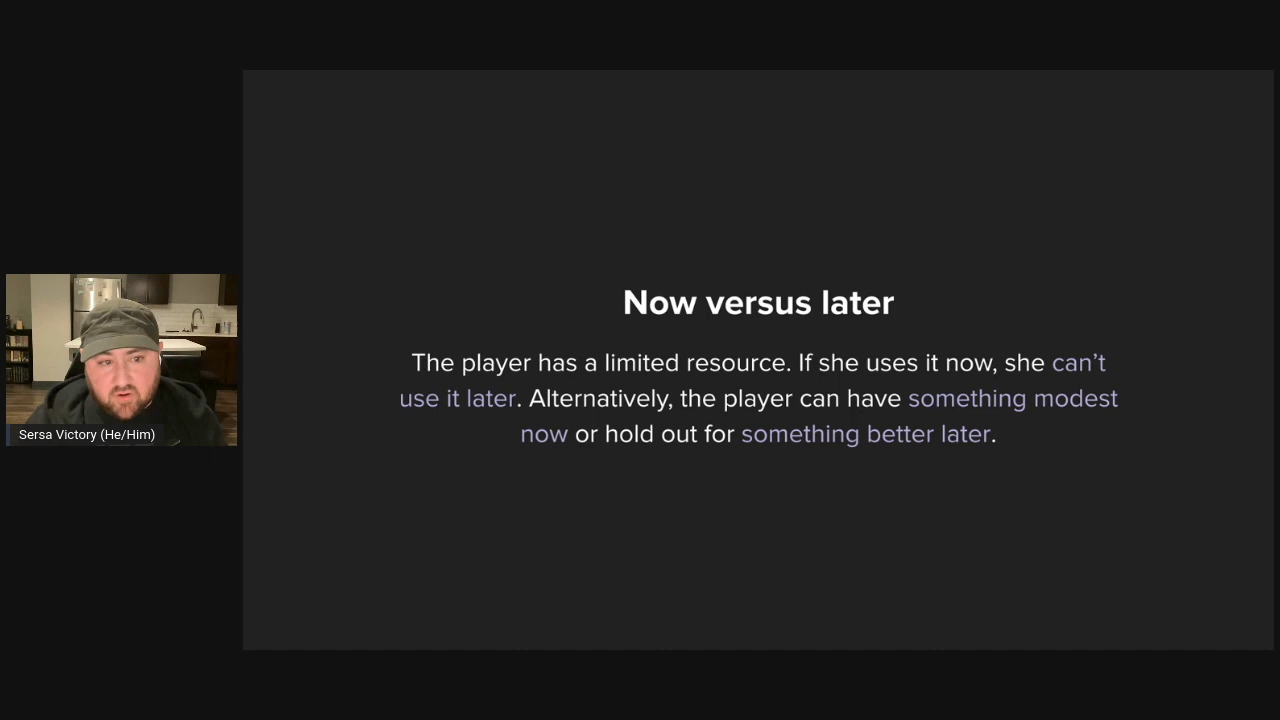 Now versus later
The player has a limited resource. If she uses it now, she can’t
use it later. Alternatively, the player can have something modest
now or hold out for something better later.
Sersa Victory (He/Him)